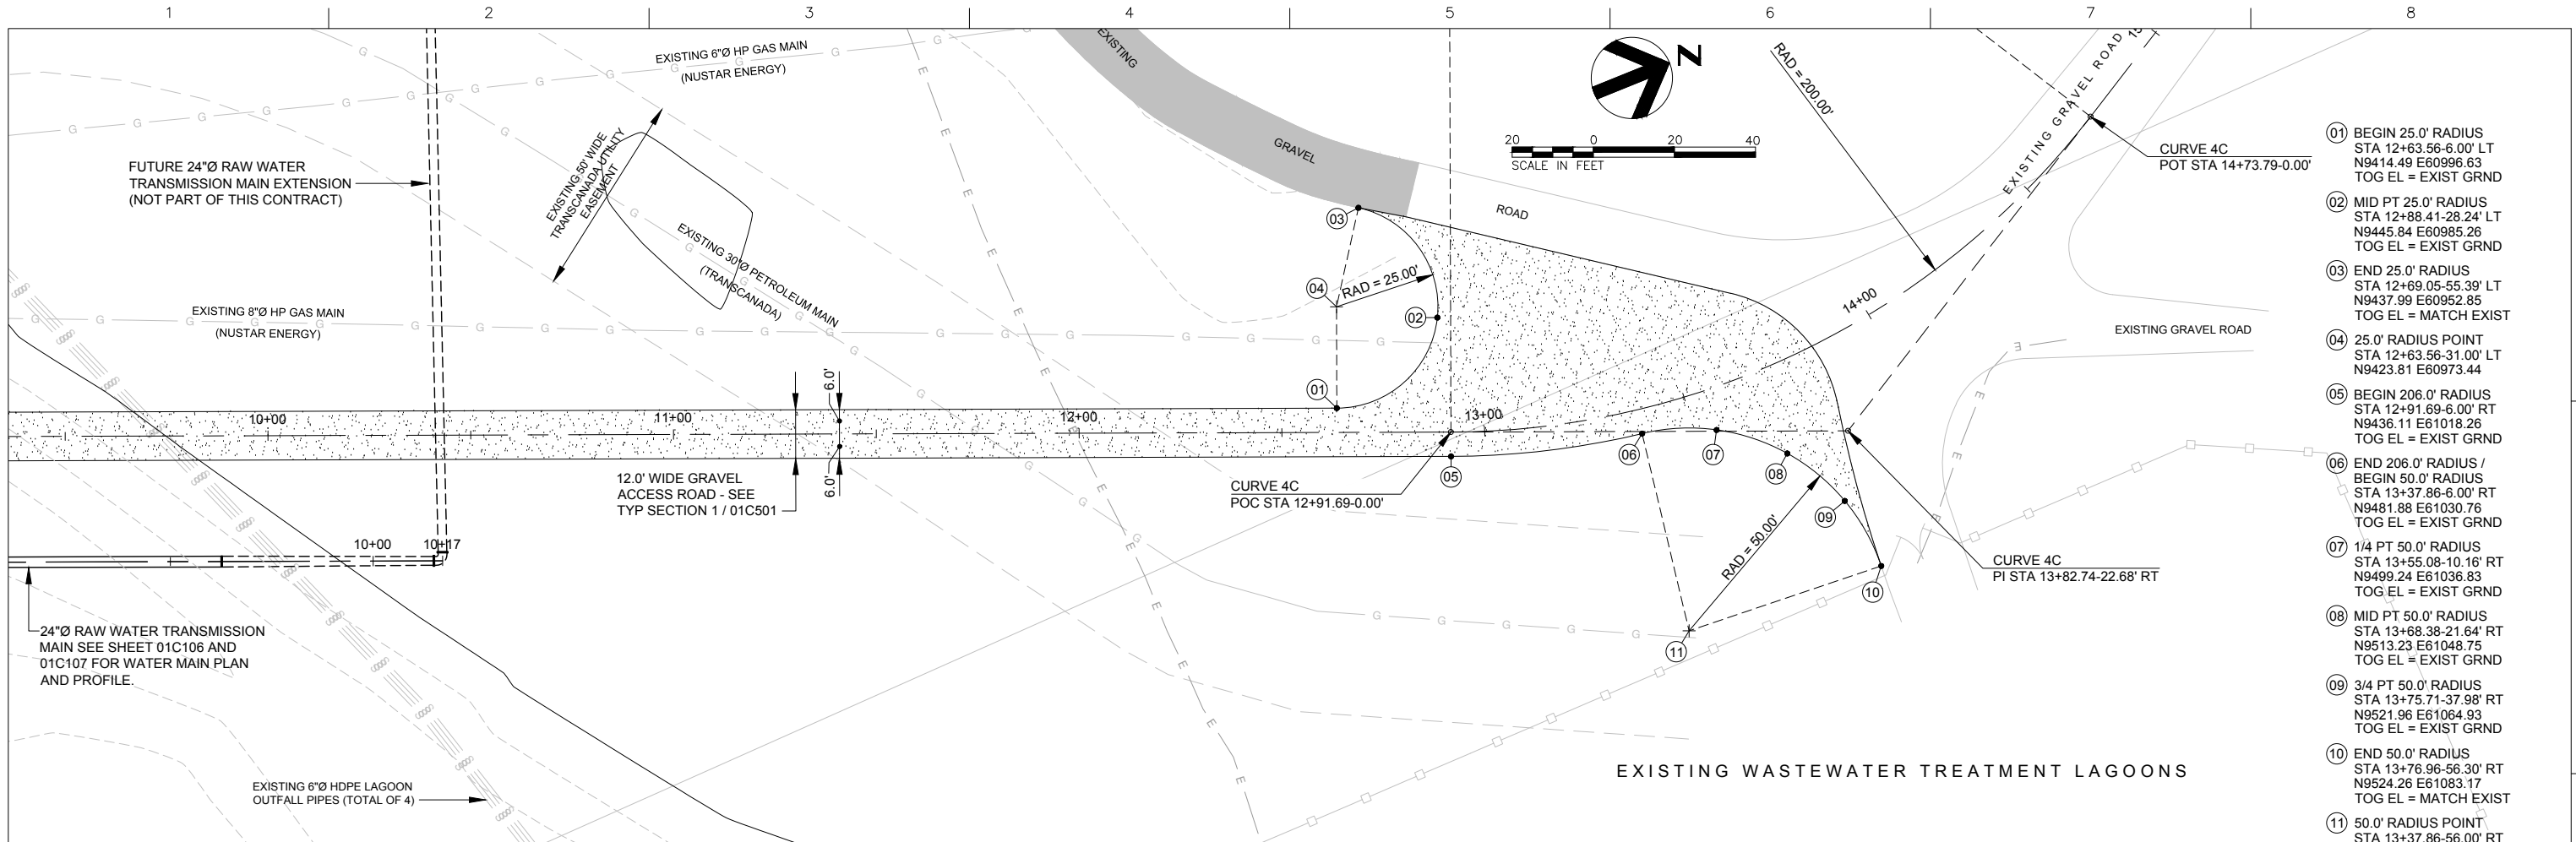 1 2 3 4 5 6 7 8
EXISTING 6"Ø HP GAS MAIN
(NUSTAR ENERGY)
FUTURE 24"Ø RAW WATER
TRANSMISSION MAIN EXTENSION
(NOT PART OF THIS CONTRACT)
EXISTING 50' WIDE
TRANSCANADA UTILITY
EASEMENT
EXISTING 30"Ø PETROLEUM MAIN
(TRANSCANADA)
EXISTING 8"Ø HP GAS MAIN
(NUSTAR ENERGY)
EXISTING
GRAVEL
ROAD
N
20 0 20 40
SCALE IN FEET
RAD = 200.00'
EXISTING GRAVEL ROAD
CURVE 4C
POT STA 14+73.79-0.00'
EXISTING GRAVEL ROAD
03
04
RAD = 25.00'
02
01
14+00
10+00
11+00
12+00
13+00
6.0'
6.0'
12.0' WIDE GRAVEL
ACCESS ROAD - SEE
TYP SECTION 1 / 01C501
CURVE 4C
POC STA 12+91.69-0.00'
05
06
07
08
09
10
11
RAD = 50.00'
CURVE 4C
PI STA 13+82.74-22.68' RT
10+00
10+17
24"Ø RAW WATER TRANSMISSION
MAIN SEE SHEET 01C106 AND
01C107 FOR WATER MAIN PLAN
AND PROFILE.
EXISTING 6"Ø HDPE LAGOON
OUTFALL PIPES (TOTAL OF 4)
EXISTING WASTEWATER TREATMENT LAGOONS
01 BEGIN 25.0' RADIUS
STA 12+63.56-6.00' LT
N9414.49 E60996.63
TOG EL = EXIST GRND
02 MID PT 25.0' RADIUS
STA 12+88.41-28.24' LT
N9445.84 E60985.26
TOG EL = EXIST GRND
03 END 25.0' RADIUS
STA 12+69.05-55.39' LT
N9437.99 E60952.85
TOG EL = MATCH EXIST
04 25.0' RADIUS POINT
STA 12+63.56-31.00' LT
N9423.81 E60973.44
05 BEGIN 206.0' RADIUS
STA 12+91.69-6.00' RT
N9436.11 E61018.26
TOG EL = EXIST GRND
06 END 206.0' RADIUS /
BEGIN 50.0' RADIUS
STA 13+37.86-6.00' RT
N9481.88 E61030.76
TOG EL = EXIST GRND
07 1/4 PT 50.0' RADIUS
STA 13+55.08-10.16' RT
N9499.24 E61036.83
TOG EL = EXIST GRND
08 MID PT 50.0' RADIUS
STA 13+68.38-21.64' RT
N9513.23 E61048.75
TOG EL = EXIST GRND
09 3/4 PT 50.0' RADIUS
STA 13+75.71-37.98' RT
N9521.96 E61064.93
TOG EL = EXIST GRND
10 END 50.0' RADIUS
STA 13+76.96-56.30' RT
N9524.26 E61083.17
TOG EL = MATCH EXIST
11 50.0' RADIUS POINT
STA 13+37.86-56.00' RT